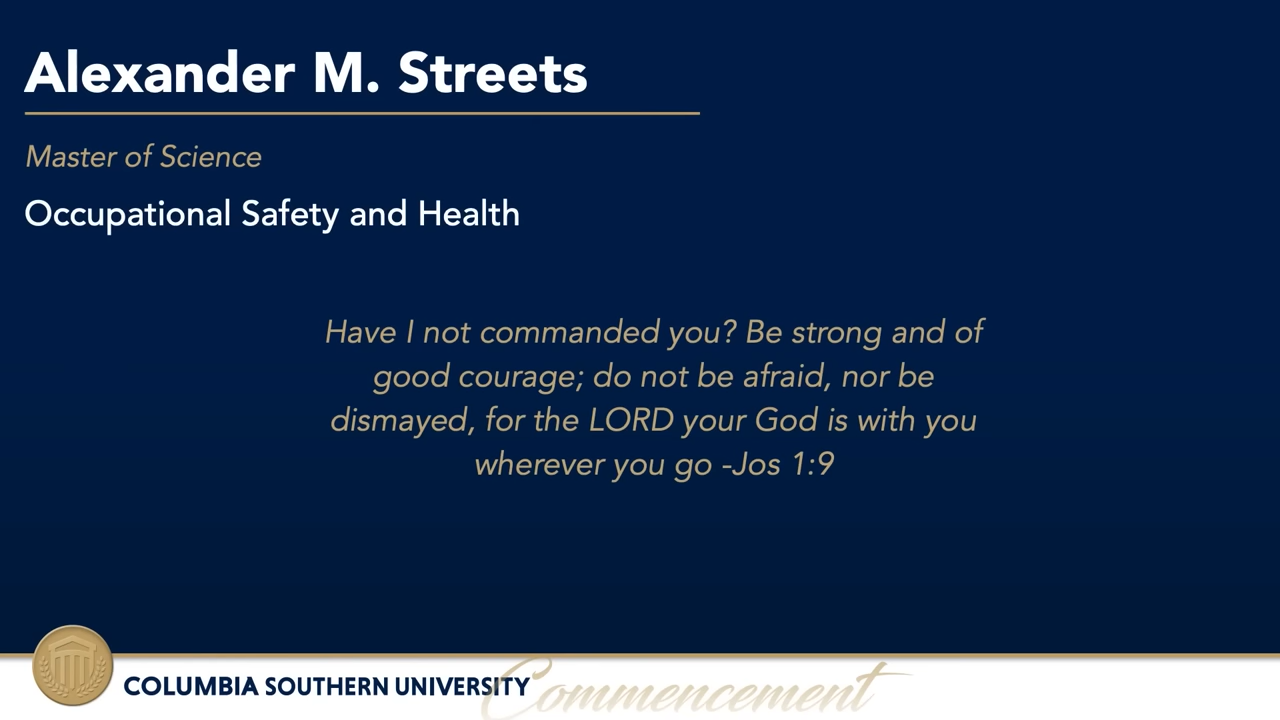 Alexander M. Streets
Master of Science
Occupational Safety and Health
Have I not commanded you? Be strong and of
good courage; do not be afraid, nor be
dismayed, for the LORD your God is with you
wherever you go -Jos 1:9
COLUMBIA SOUTHERN UNIVERSITY
Commencement